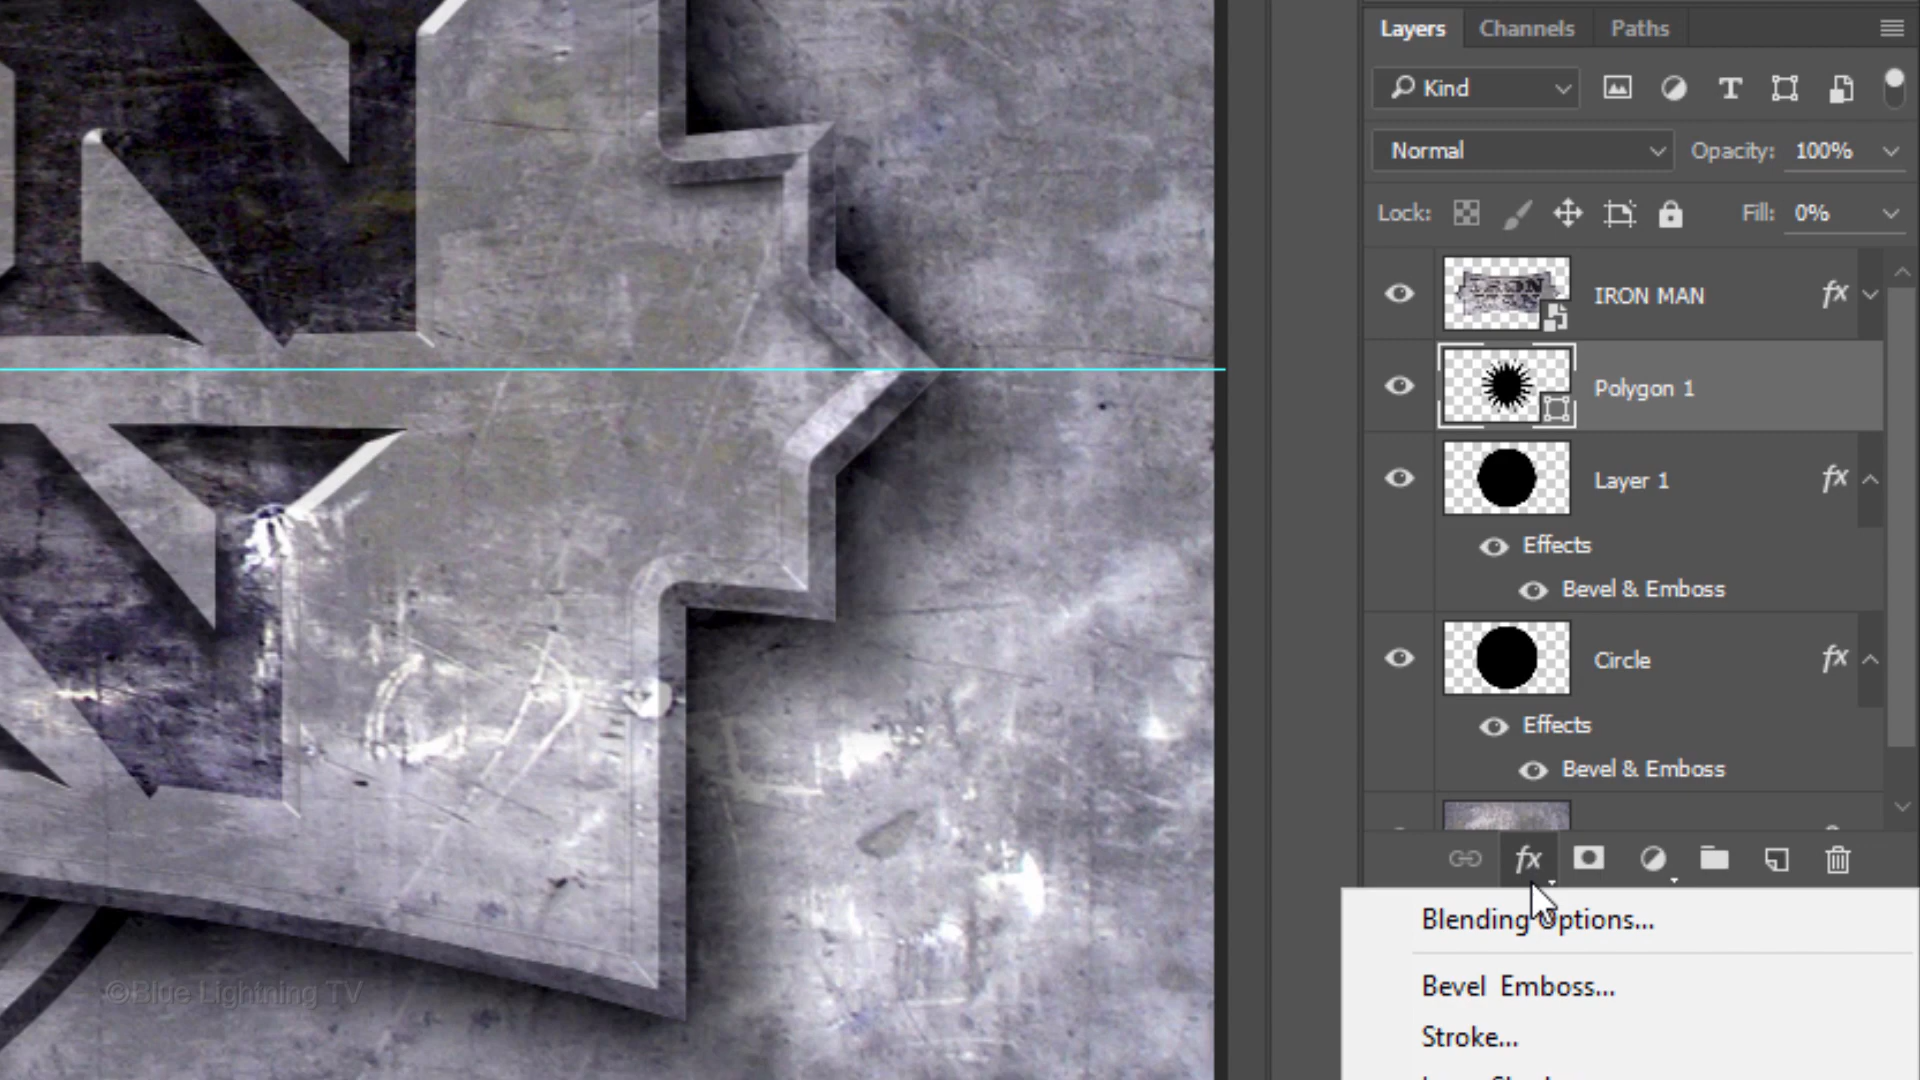 Layers Channels Paths
Kind
Normal Opacity: 100%
Lock: Fill: 0%
IRON MAN fx
Polygon 1
Layer 1 fx
Effects
Bevel & Emboss
Circle fx
Effects
Bevel & Emboss
fx
Blending Options...
Bevel Emboss...
Stroke...
©Blue Lightning TV